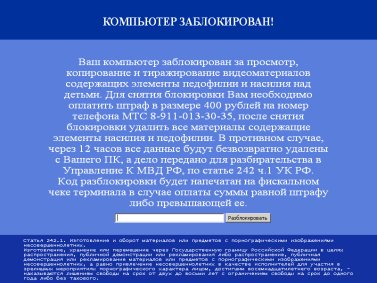 КОМПЬЮТЕР ЗАБЛОКИРОВАН!
Ваш компьютер заблокирован за просмотр,
копирование и тиражирование видеоматериалов
содержащих элементы педофилии и насилия над
детьми. Для снятия блокировки Вам необходимо
оплатить штраф в размере 400 рублей на номер
телефона МТС 8-911-013-30-35, после снятия
блокировки удалить все материалы содержащие
элементы насилия и педофилии. В противном случае,
через 12 часов все данные будут безвозвратно удалены
с Вашего ПК, а дело передано для разбирательства в
Управление К МВД РФ, по статье 242 ч.1 УК РФ.
Код разблокировки будет напечатан на фискальном
чеке терминала в случае оплаты суммы равной штрафу
либо превышающей ее.
Разблокировать
Статья 242.1. Изготовление и оборот материалов или предметов с порнографическими изображениями
несовершеннолетних.
Изготовление, хранение или перемещение через Государственную границу Российской Федерации в целях
распространения, публичной демонстрации или рекламирования либо распространение, публичная
демонстрация или рекламирование материалов или предметов с порнографическими изображениями
несовершеннолетних, а равно привлечение несовершеннолетних в качестве исполнителей для участия в
зрелищных мероприятиях порнографического характера лицом, достигшим восемнадцатилетнего возраста, -
наказываются лишением свободы на срок от двух до восьми лет с ограничением свободы на срок до одного
года либо без такового.